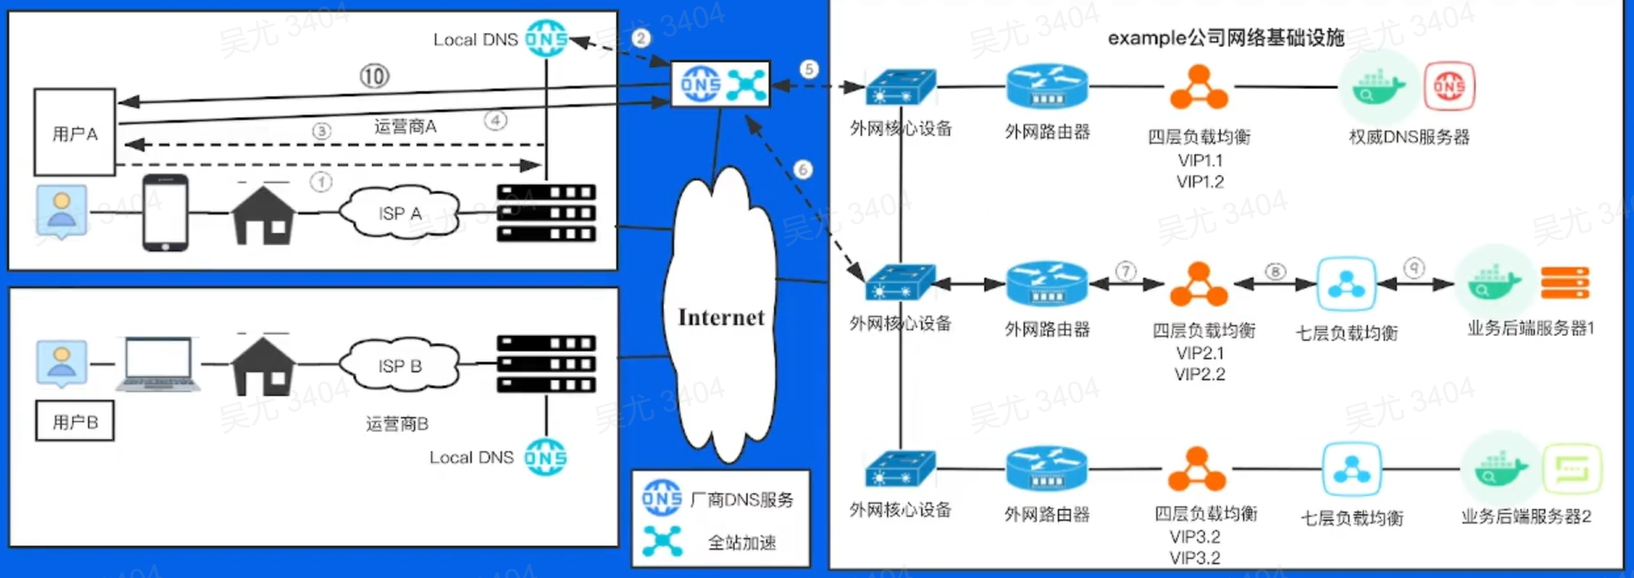 Local DNS
DNS
②
⑩
用户A
③
运营商A
④
①
ISP A
DNS
⑤
⑥
Internet
ISP B
用户B
运营商B
Local DNS
DNS
DNS
厂商DNS服务
全站加速
example公司网络基础设施
外网核心设备
外网路由器
四层负载均衡
VIP1.1
VIP1.2
DNS
权威DNS服务器
⑦
⑧
⑨
外网核心设备
外网路由器
四层负载均衡
VIP2.1
VIP2.2
七层负载均衡
业务后端服务器1
外网核心设备
外网路由器
四层负载均衡
VIP3.2
VIP3.2
七层负载均衡
业务后端服务器2
吴尤 3404